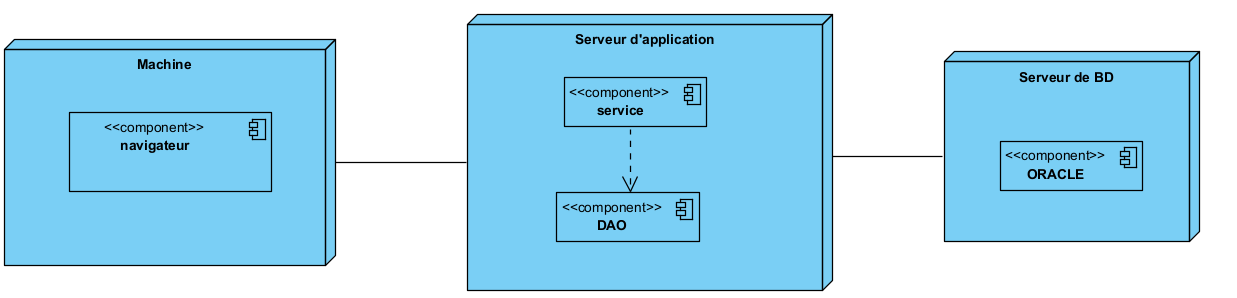 Machine
<<component>>
navigateur
Serveur d'application
<<component>>
service
<<component>>
DAO
Serveur de BD
<<component>>
ORACLE